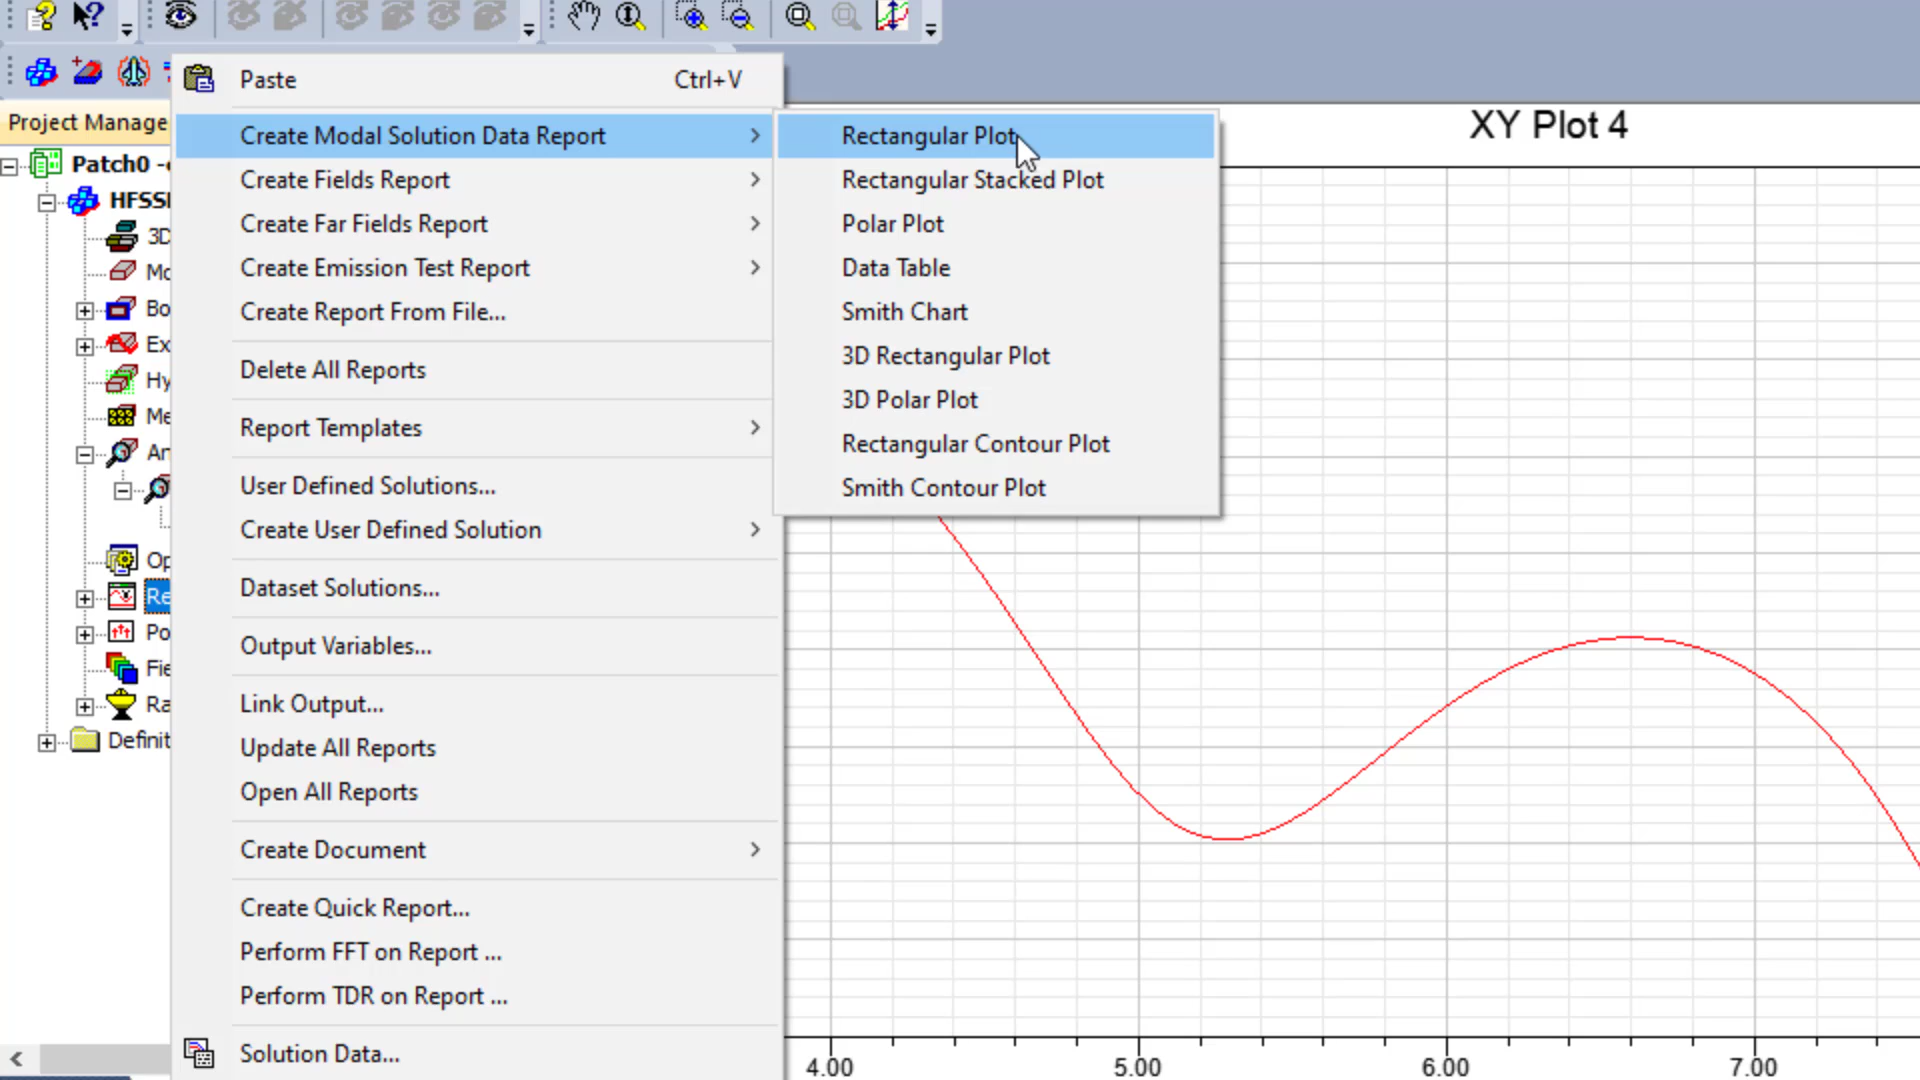 Paste Ctrl+V
Project Manage
XY Plot 4
Create Modal Solution Data Report
Rectangular Plot
Patch0 -
Create Fields Report
Rectangular Stacked Plot
HFSS
Create Far Fields Report
Polar Plot
3D
Create Emission Test Report
Data Table
Mo
Create Report From File...
Smith Chart
Bo
Ex
3D Rectangular Plot
Delete All Reports
Hy
3D Polar Plot
Me
Report Templates
Rectangular Contour Plot
An
User Defined Solutions...
Smith Contour Plot
Create User Defined Solution
Op
Dataset Solutions...
Re
Po
Output Variables...
Fie
Ra
Link Output...
Definit
Update All Reports
Open All Reports
Create Document
Create Quick Report...
Perform FFT on Report ...
Perform TDR on Report ...
Solution Data...
4.00 5.00 6.00 7.00